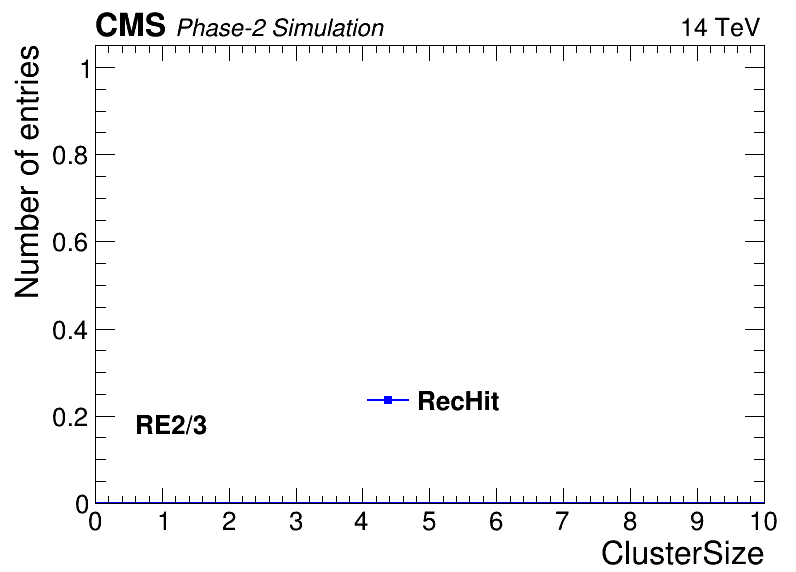 CMS Phase-2 Simulation 14 TeV
Number of entries
1
0.8
0.6
0.4
0.2
0
RecHit
RE2/3
0 1 2 3 4 5 6 7 8 9 10
ClusterSize